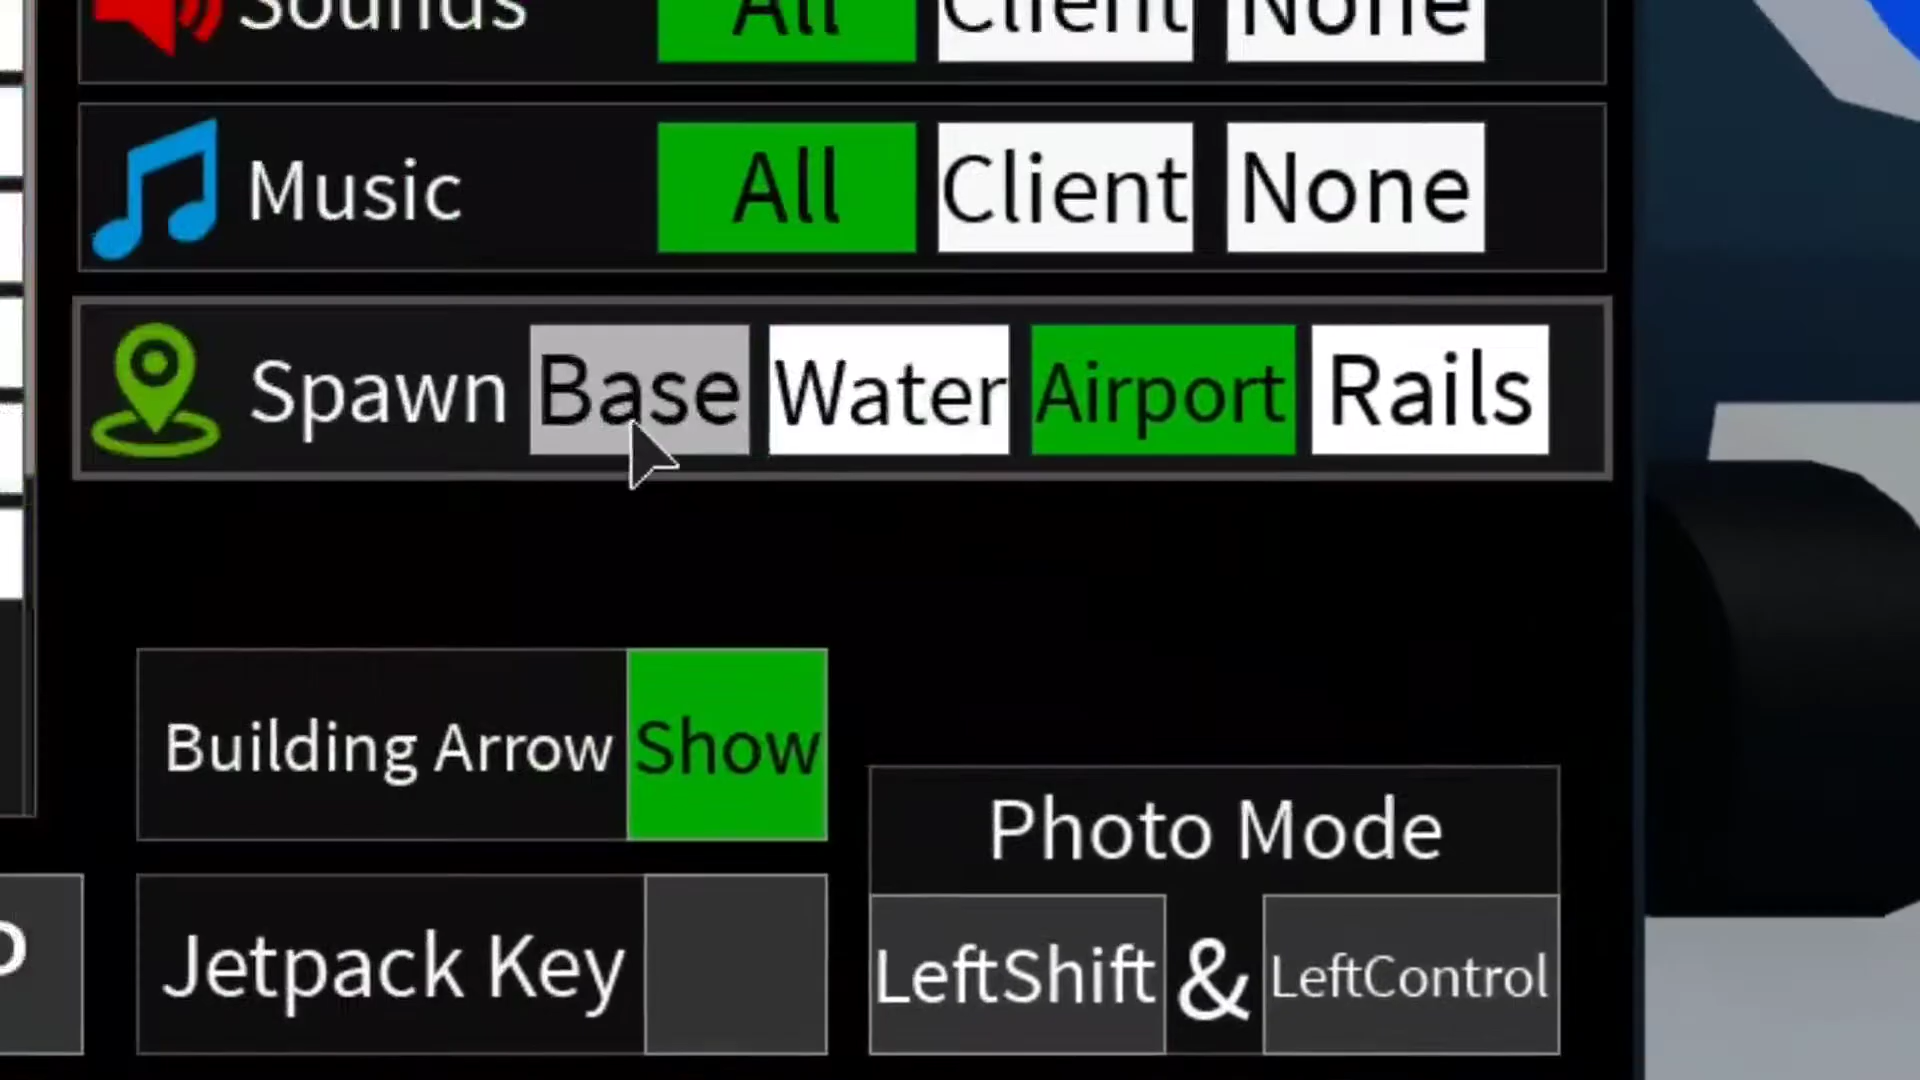 Sounds All Client None
Music All Client None
Spawn Base Water Airport Rails
Building Arrow Show
Photo Mode
Jetpack Key LeftShift & LeftControl